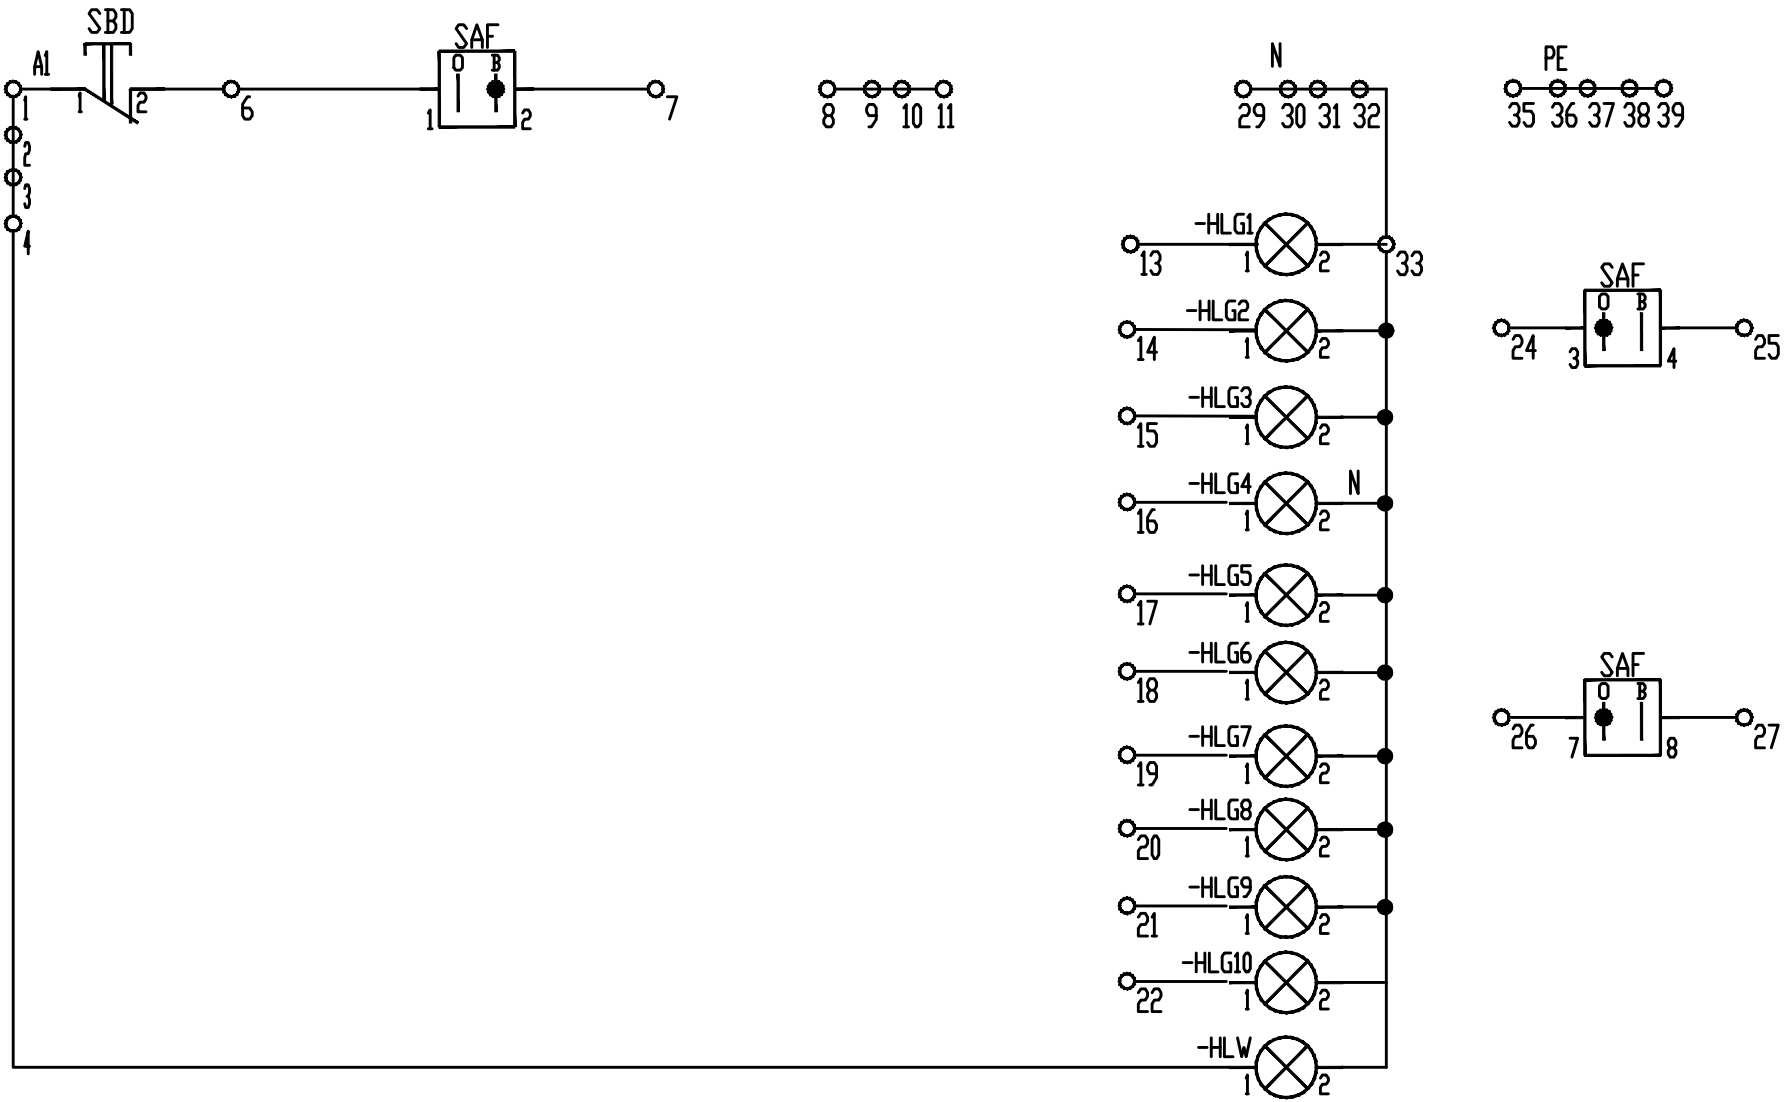 SBD
A1
1
1
2
2
3
4
6
SAF
O B
1
2
7
8 9 10 11
N
29 30 31 32
PE
35 36 37 38 39
-HLG1
13
1 2
33
-HLG2
14
1 2
-HLG3
15
1 2
-HLG4
N
16
1 2
-HLG5
17
1 2
-HLG6
18
1 2
-HLG7
19
1 2
-HLG8
20
1 2
-HLG9
21
1 2
-HLG10
22
1 2
-HLW
1 2
SAF
O B
24
3
4
25
SAF
O B
26
7
8
27